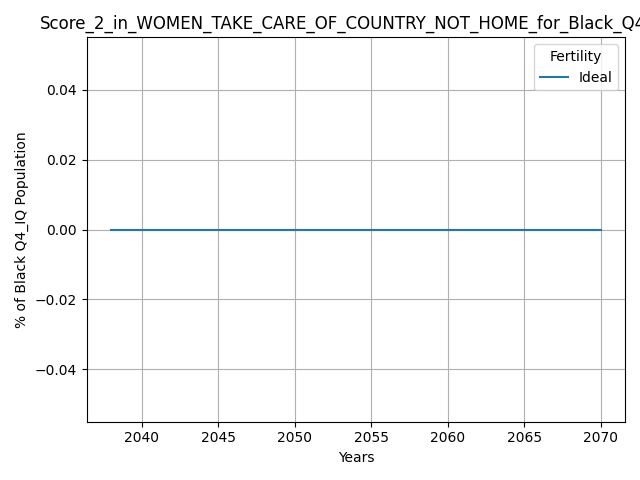 Score_2_in_WOMEN_TAKE_CARE_OF_COUNTRY_NOT_HOME_for_Black_Q4
Fertility
Ideal
0.04
0.02
0.00
−0.02
−0.04
% of Black Q4_IQ Population
2040 2045 2050 2055 2060 2065 2070
Years